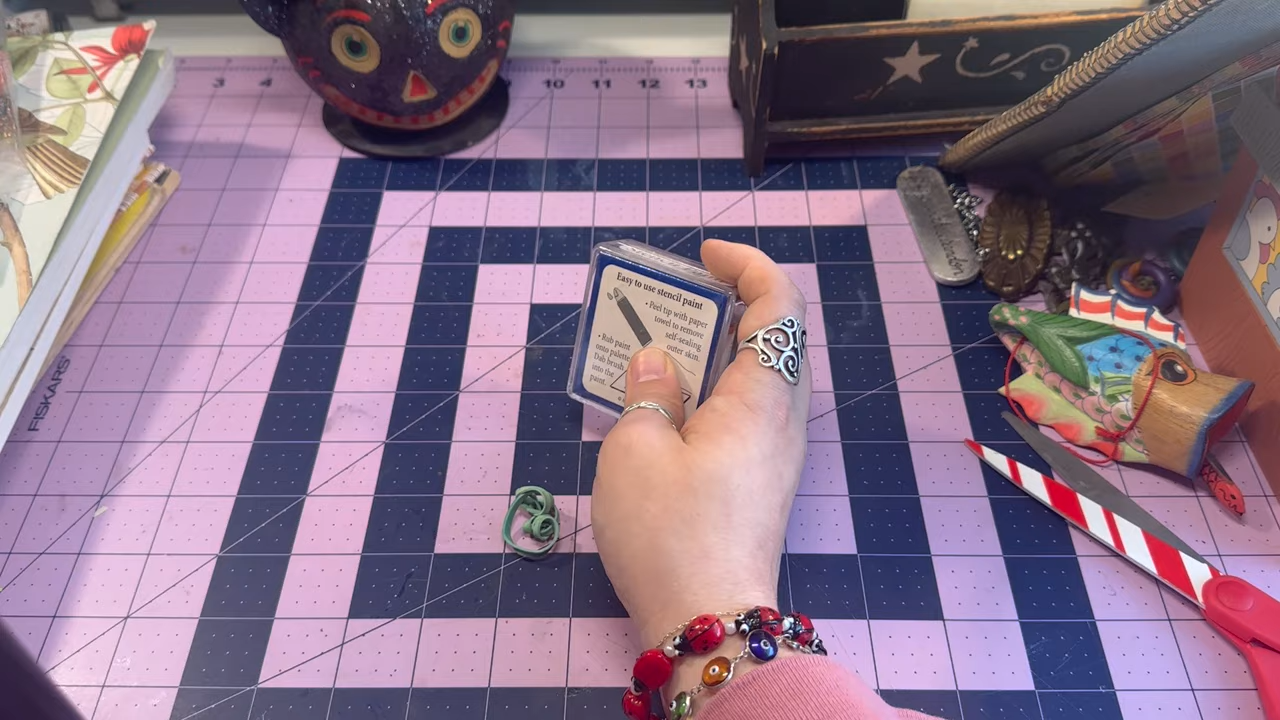 3 4 10 11 12 13
Easy to use stencil paint
• Peel tip with paper
towel to remove
self-sealing
outer skin.
• Rub paint
onto palette
Dab brush
into the
paint.
FISKARS